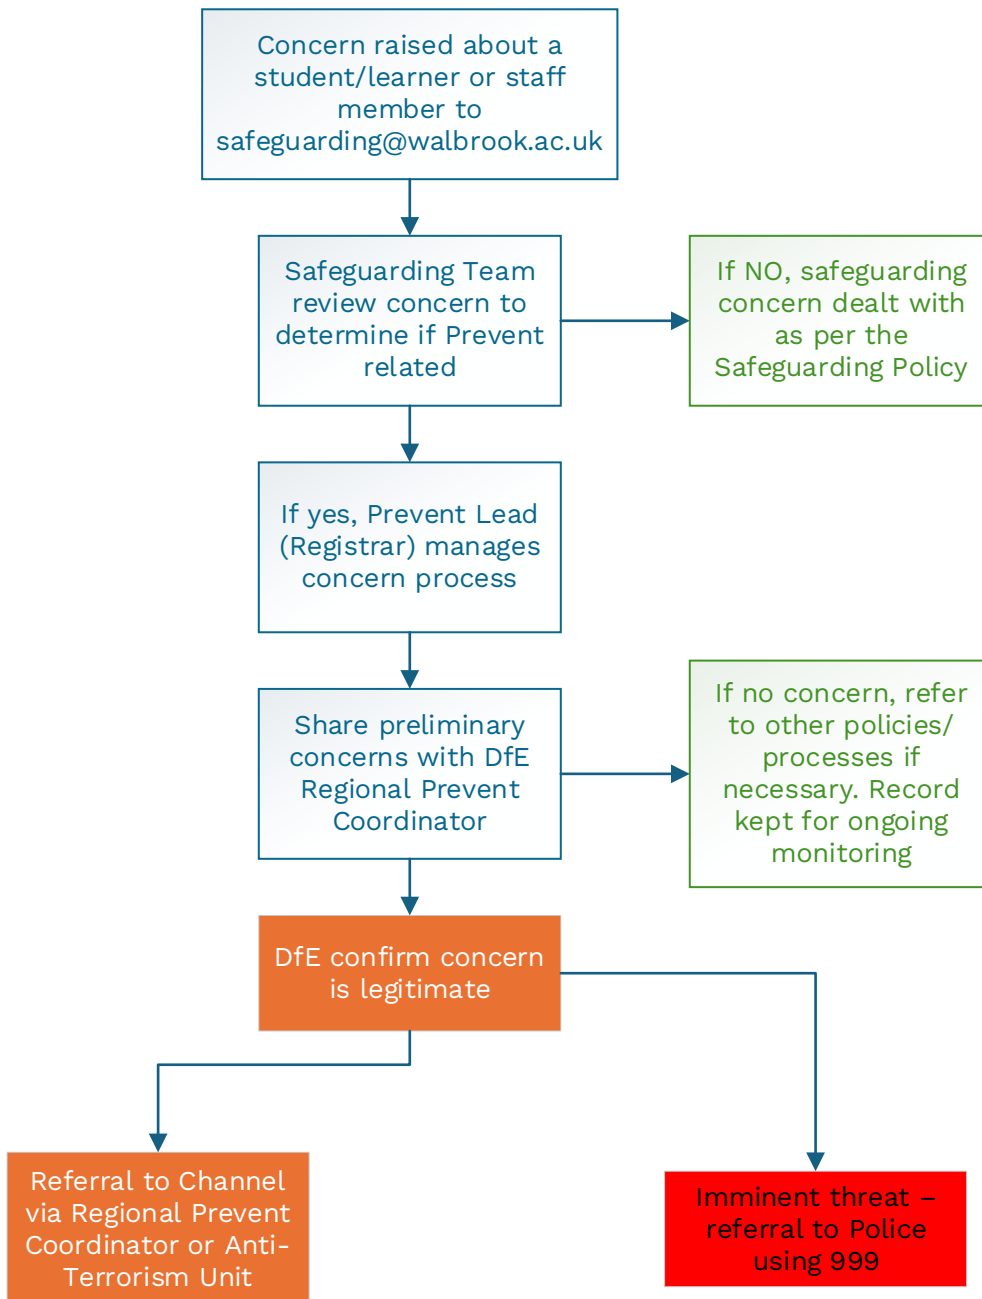 Concern raised about a
student/learner or staff
member to
safeguarding@walbrook.ac.uk
Safeguarding Team
review concern to
determine if Prevent
related
If NO, safeguarding
concern dealt with
as per the
Safeguarding Policy
If yes, Prevent Lead
(Registrar) manages
concern process
Share preliminary
concerns with DfE
Regional Prevent
Coordinator
If no concern, refer
to other policies/
processes if
necessary. Record
kept for ongoing
monitoring
DfE confirm concern
is legitimate
Referral to Channel
via Regional Prevent
Coordinator or Anti-
Terrorism Unit
Imminent threat –
referral to Police
using 999